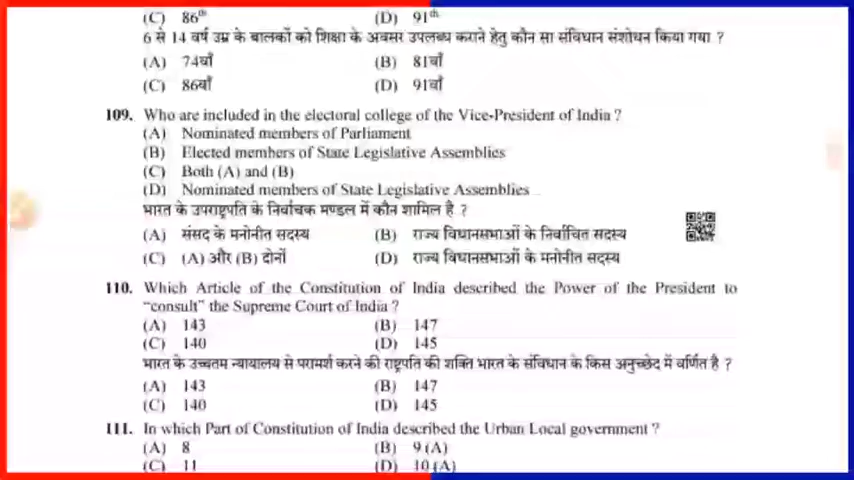 (C) 86th (D) 91th
6 से 14 वर्ष उम्र के बालकों को शिक्षा के अवसर उपलब्ध कराने हेतु कौन सा संविधान संशोधन किया गया ?
(A) 74वाँ (B) 81वाँ
(C) 86वाँ (D) 91वाँ
109. Who are included in the electoral college of the Vice-President of India ?
(A) Nominated members of Parliament
(B) Elected members of State Legislative Assemblies
(C) Both (A) and (B)
(D) Nominated members of State Legislative Assemblies
भारत के उपराष्ट्रपति के निर्वाचक मण्डल में कौन शामिल है ?
(A) संसद के मनोनीत सदस्य (B) राज्य विधानसभाओं के निर्वाचित सदस्य
(C) (A) और (B) दोनों (D) राज्य विधानसभाओं के मनोनीत सदस्य
110. Which Article of the Constitution of India described the Power of the President to
“consult” the Supreme Court of India ?
(A) 143 (B) 147
(C) 140 (D) 145
भारत के उच्चतम न्यायालय से परामर्श करने की राष्ट्रपति की शक्ति भारत के संविधान के किस अनुच्छेद में वर्णित है ?
(A) 143 (B) 147
(C) 140 (D) 145
111. In which Part of Constitution of India described the Urban Local government ?
(A) 8 (B) 9 (A)
(C) 11 (D) 10 (A)